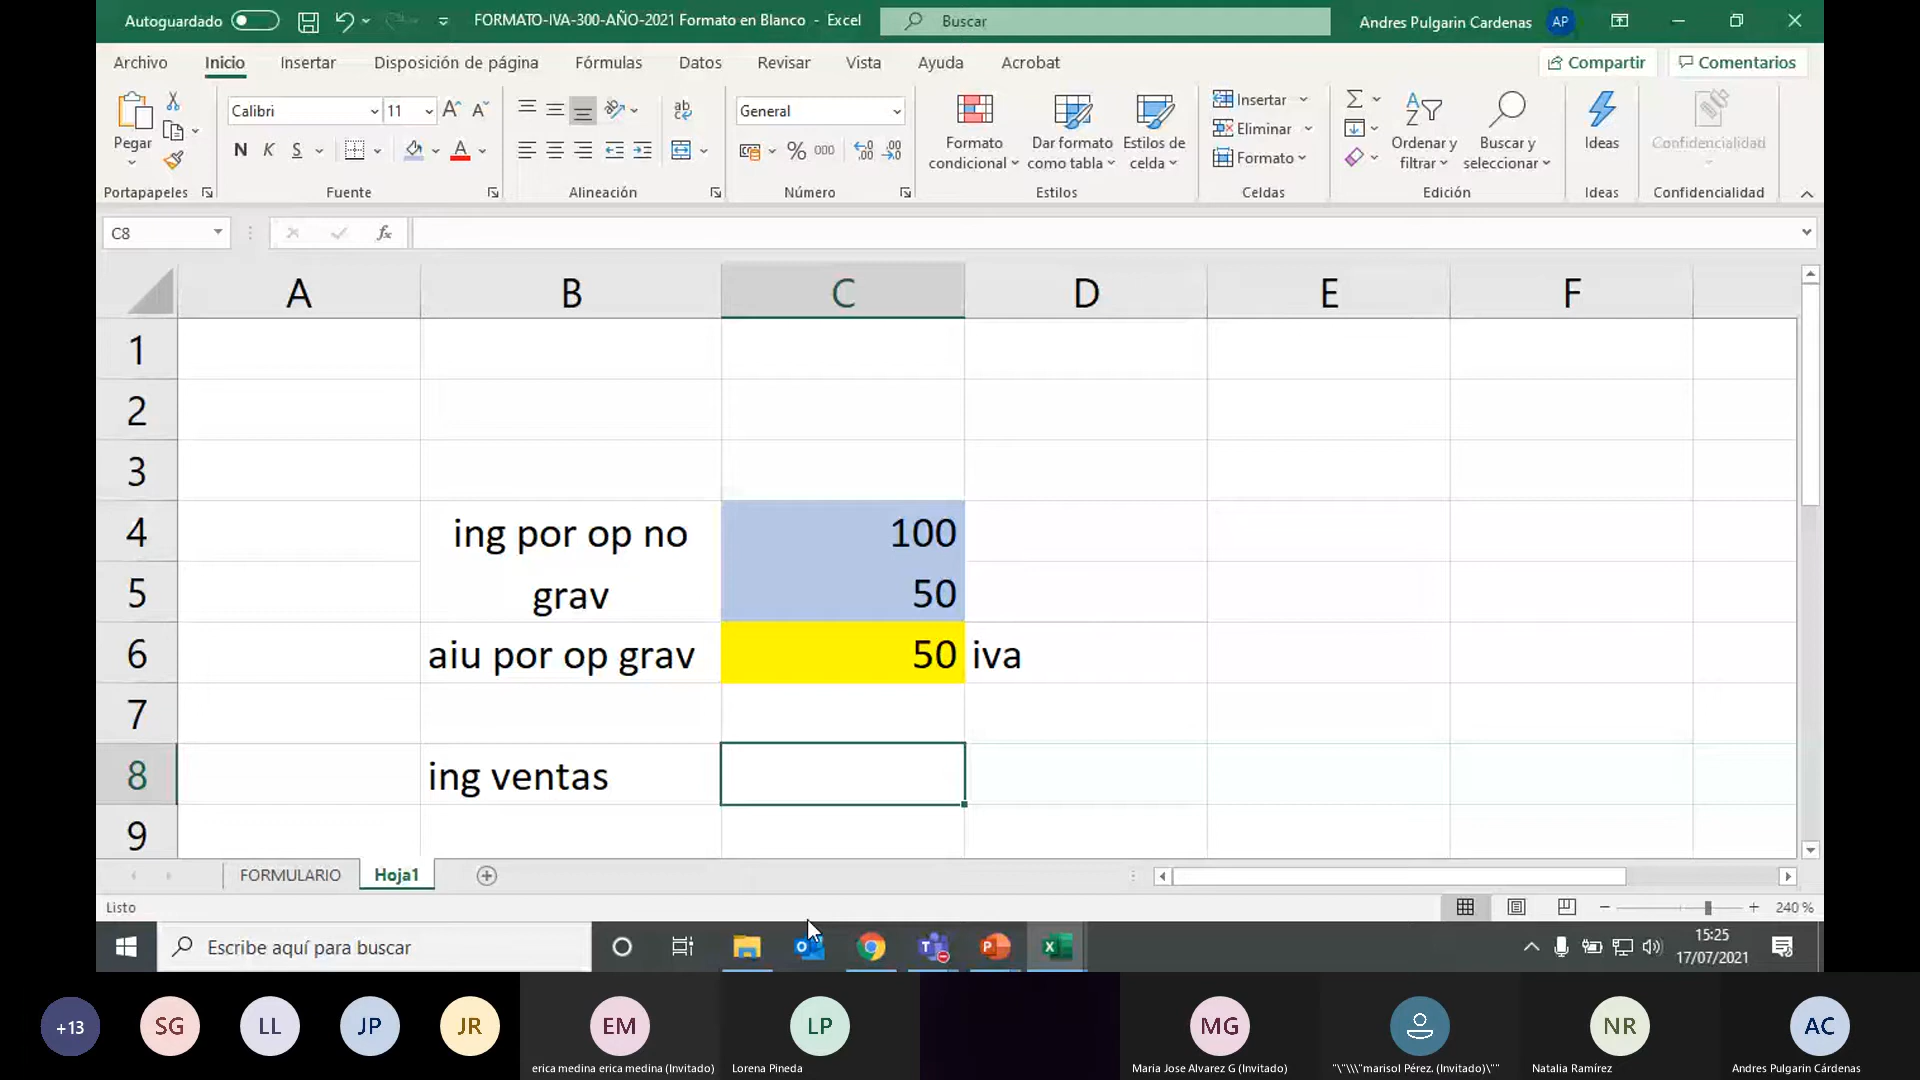 Autoguardado
FORMATO-IVA-300-AÑO-2021 Formato en Blanco - Excel
Buscar
Andres Pulgarin Cardenas AP
Archivo Inicio Insertar Disposición de página Fórmulas Datos Revisar Vista Ayuda Acrobat Compartir Comentarios
Pegar
Calibri 11
N K S
General
% 000
Formato condicional
Dar formato como tabla
Estilos de celda
Insertar
Eliminar
Formato
Ordenar y filtrar
Buscar y seleccionar
Ideas
Confidencialidad
Portapapeles Fuente Alineación Número Estilos Celdas Edición Ideas Confidencialidad
C8 fx
A B C D E F
1
2
3
4 ing por op no 100
5 grav 50
6 aiu por op grav 50 iva
7
8 ing ventas
9
FORMULARIO Hoja1
Listo 240 %
Escribe aquí para buscar
15:25
17/07/2021
+13 SG LL JP JR EM LP MG NR AC
erica medina erica medina (Invitado)
Lorena Pineda
Maria Jose Alvarez G (Invitado)
"\"\\\"marisol Pérez. (Invitado)\""
Natalia Ramírez
Andres Pulgarin Cárdenas